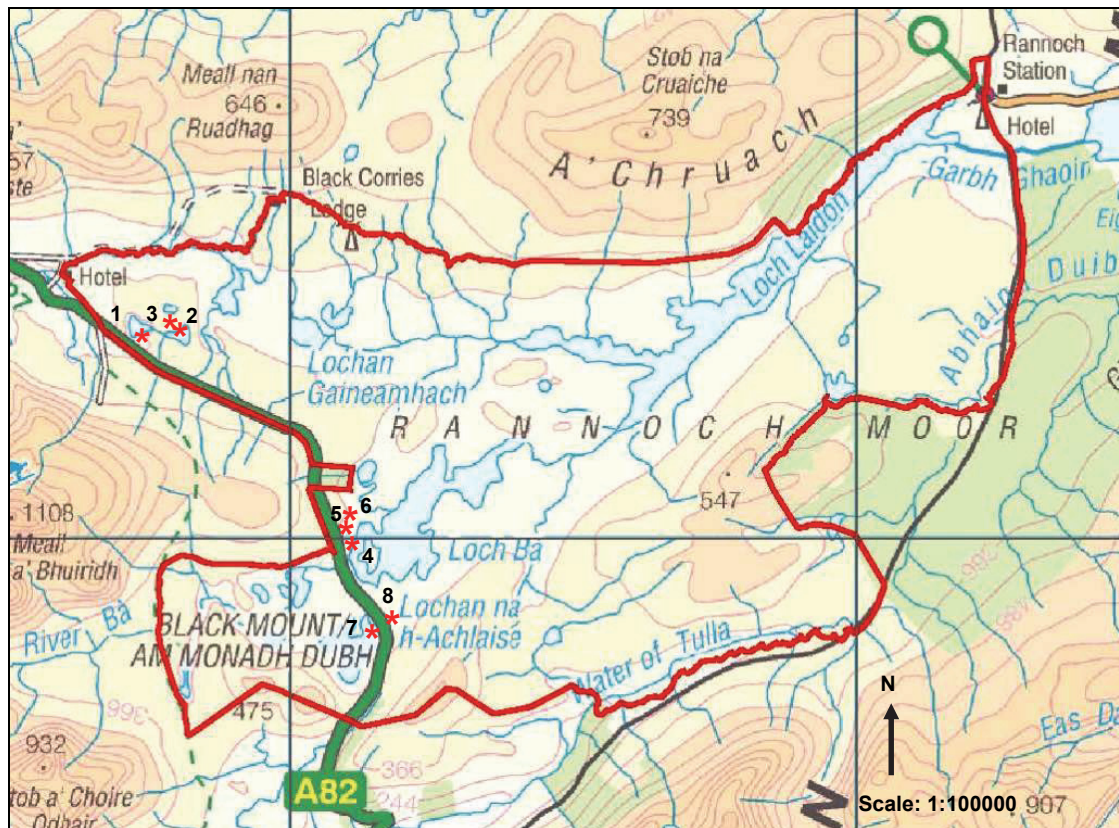 Meall nan
646
Ruadhag
Stob na
Cruaiche
739
Rannoch
Station
Hotel
A' Chruach
Garbh Ghaoir
Black Corries
Lodge
Loch Laidon
Hotel
1
3
2
Lochan
Gaineamhach
RANNOCH MOOR
Abhainn
Duibh
547
5
6
4
1108
Meall
a' Bhuiridh
Loch Ba
River Bà
BLACK MOUNT/
AM MONADH DUBH
7
8
Lochan na
h-Achlaise
Water of Tulla
366
475
932
A82
366
244
N
Scale: 1:100000
907